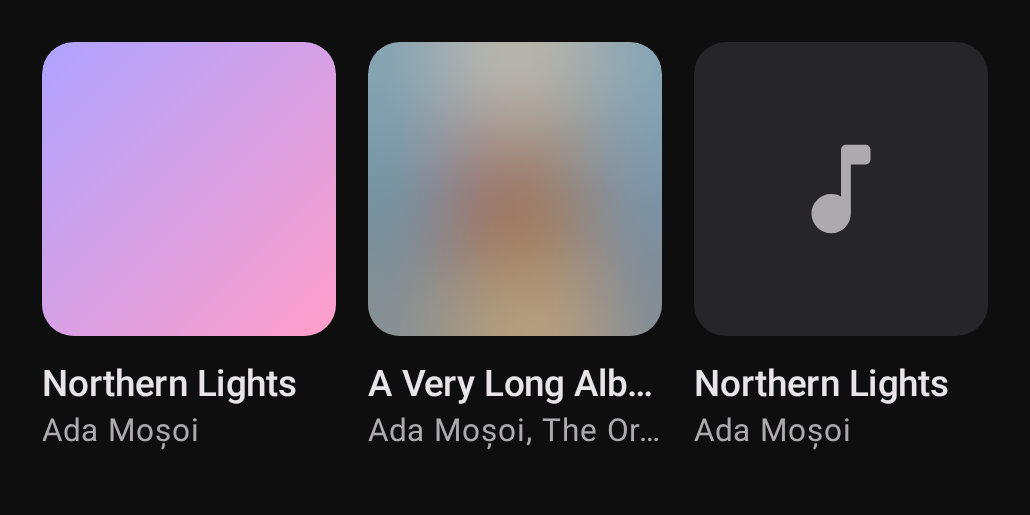 Northern Lights
Ada Moșoi
A Very Long Alb...
Ada Moșoi, The Or...
Northern Lights
Ada Moșoi